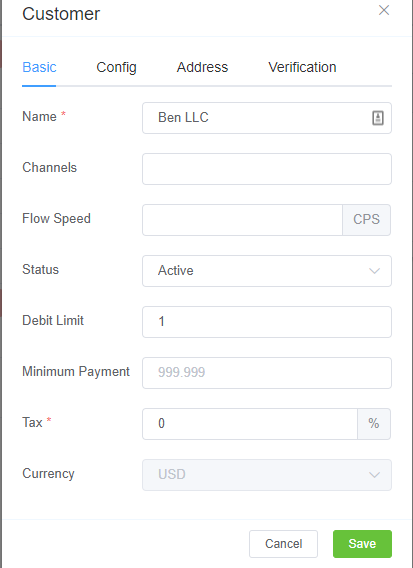 Customer
Basic Config Address Verification
Name * Ben LLC
Channels
Flow Speed CPS
Status Active
Debit Limit 1
Minimum Payment 999.999
Tax * 0 %
Currency USD
Cancel Save